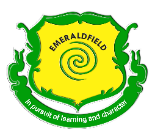 EMERALDFIELD
In pursuit of learning and character